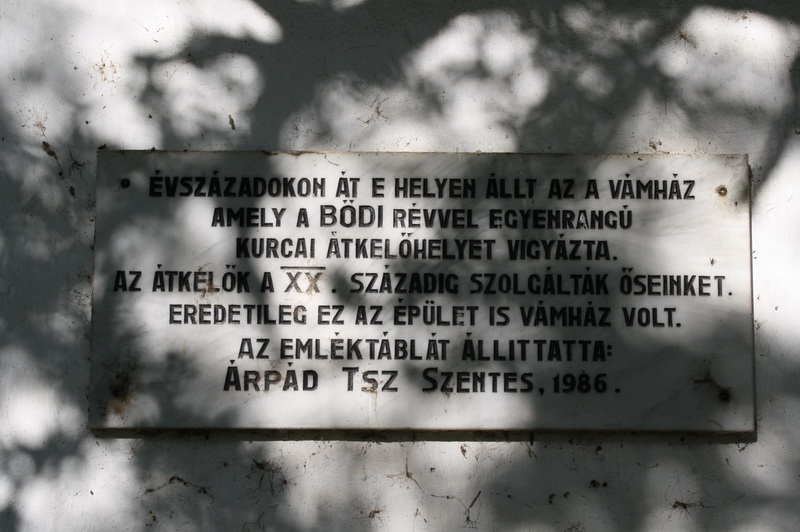 ÉVSZÁZADOKON ÁT E HELYEN ÁLLT AZ A VÁMHÁZ
AMELY A BŐDI RÉVVEL EGYENRANGÚ
KURCAI ÁTKELŐHELYET VIGYÁZTA.
AZ ÁTKELŐK A XX. SZÁZADIG SZOLGÁLTÁK ŐSEINKET.
EREDETILEG EZ AZ ÉPÜLET IS VÁMHÁZ VOLT.
AZ EMLÉKTÁBLÁT ÁLLITTATTA:
ÁRPÁD TSZ SZENTES, 1986.